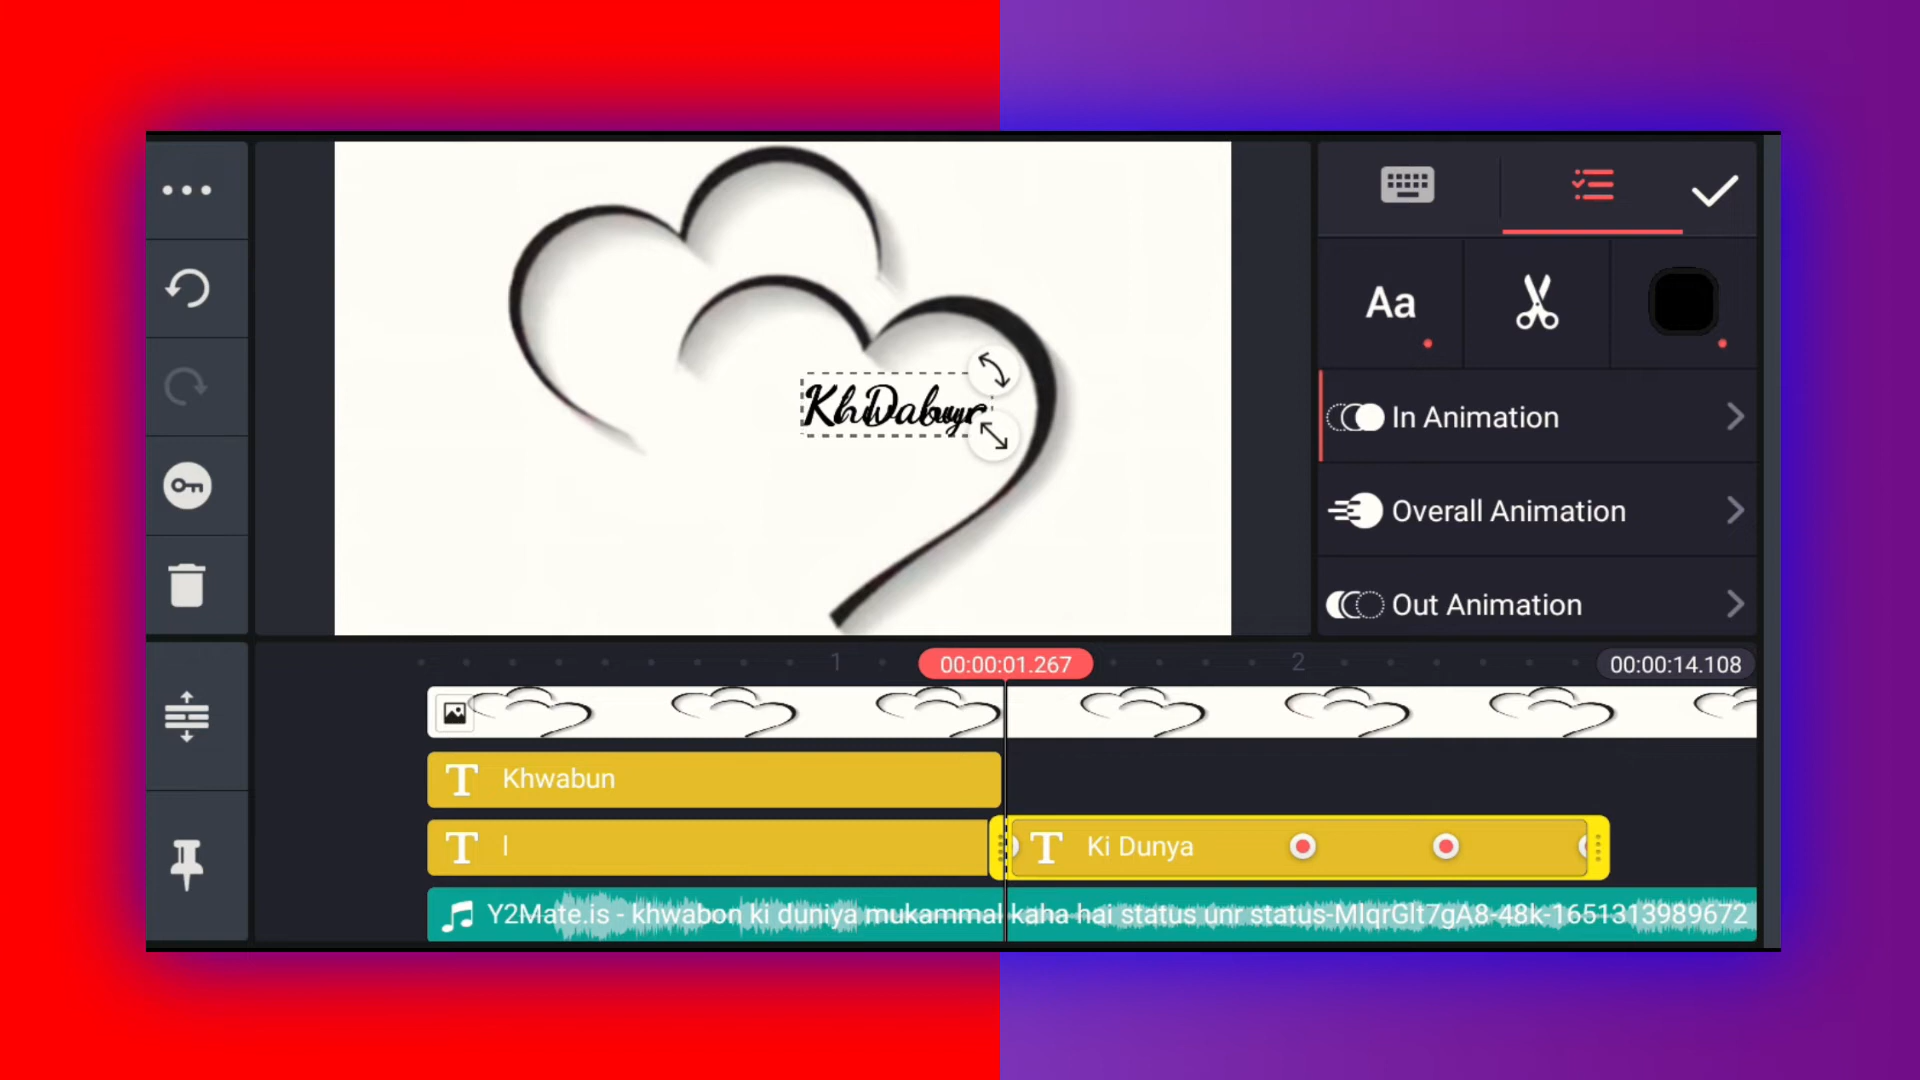 Aa
In Animation
Overall Animation
Out Animation
1
00:00:01.267
2
00:00:14.108
T Khwabun
T I
T Ki Dunya
Y2Mate.is - khwabon ki duniya mukammal kaha hai status unr status-MlqrGlt7gA8-48k-1651313989672